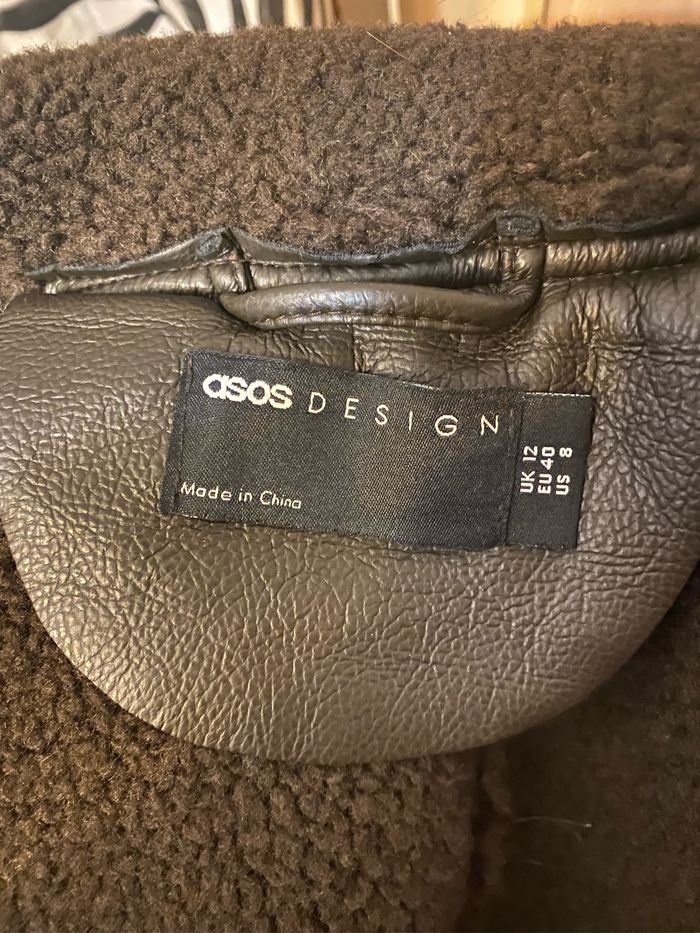 asos DESIGN
Made in China
UK 12
EU 40
US 8